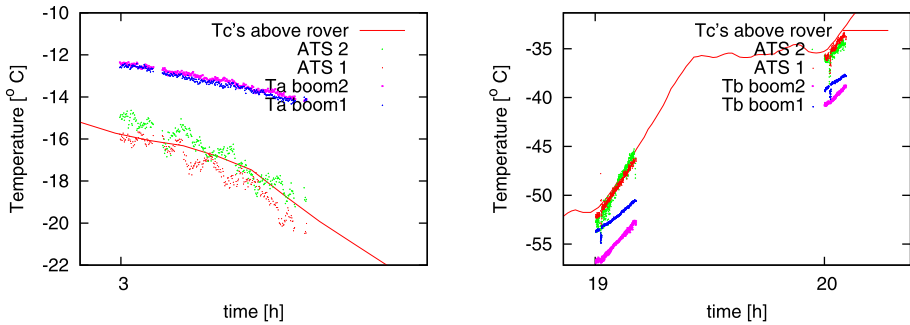 -10
-12
-14
-16
-18
-20
-22
Temperature [° C]
Tc's above rover
ATS 2
ATS 1
Ta boom2
Ta boom1
3
time [h]
-35
-40
-45
-50
-55
Temperature [° C]
Tc's above rover
ATS 2
ATS 1
Tb boom2
Tb boom1
19
20
time [h]